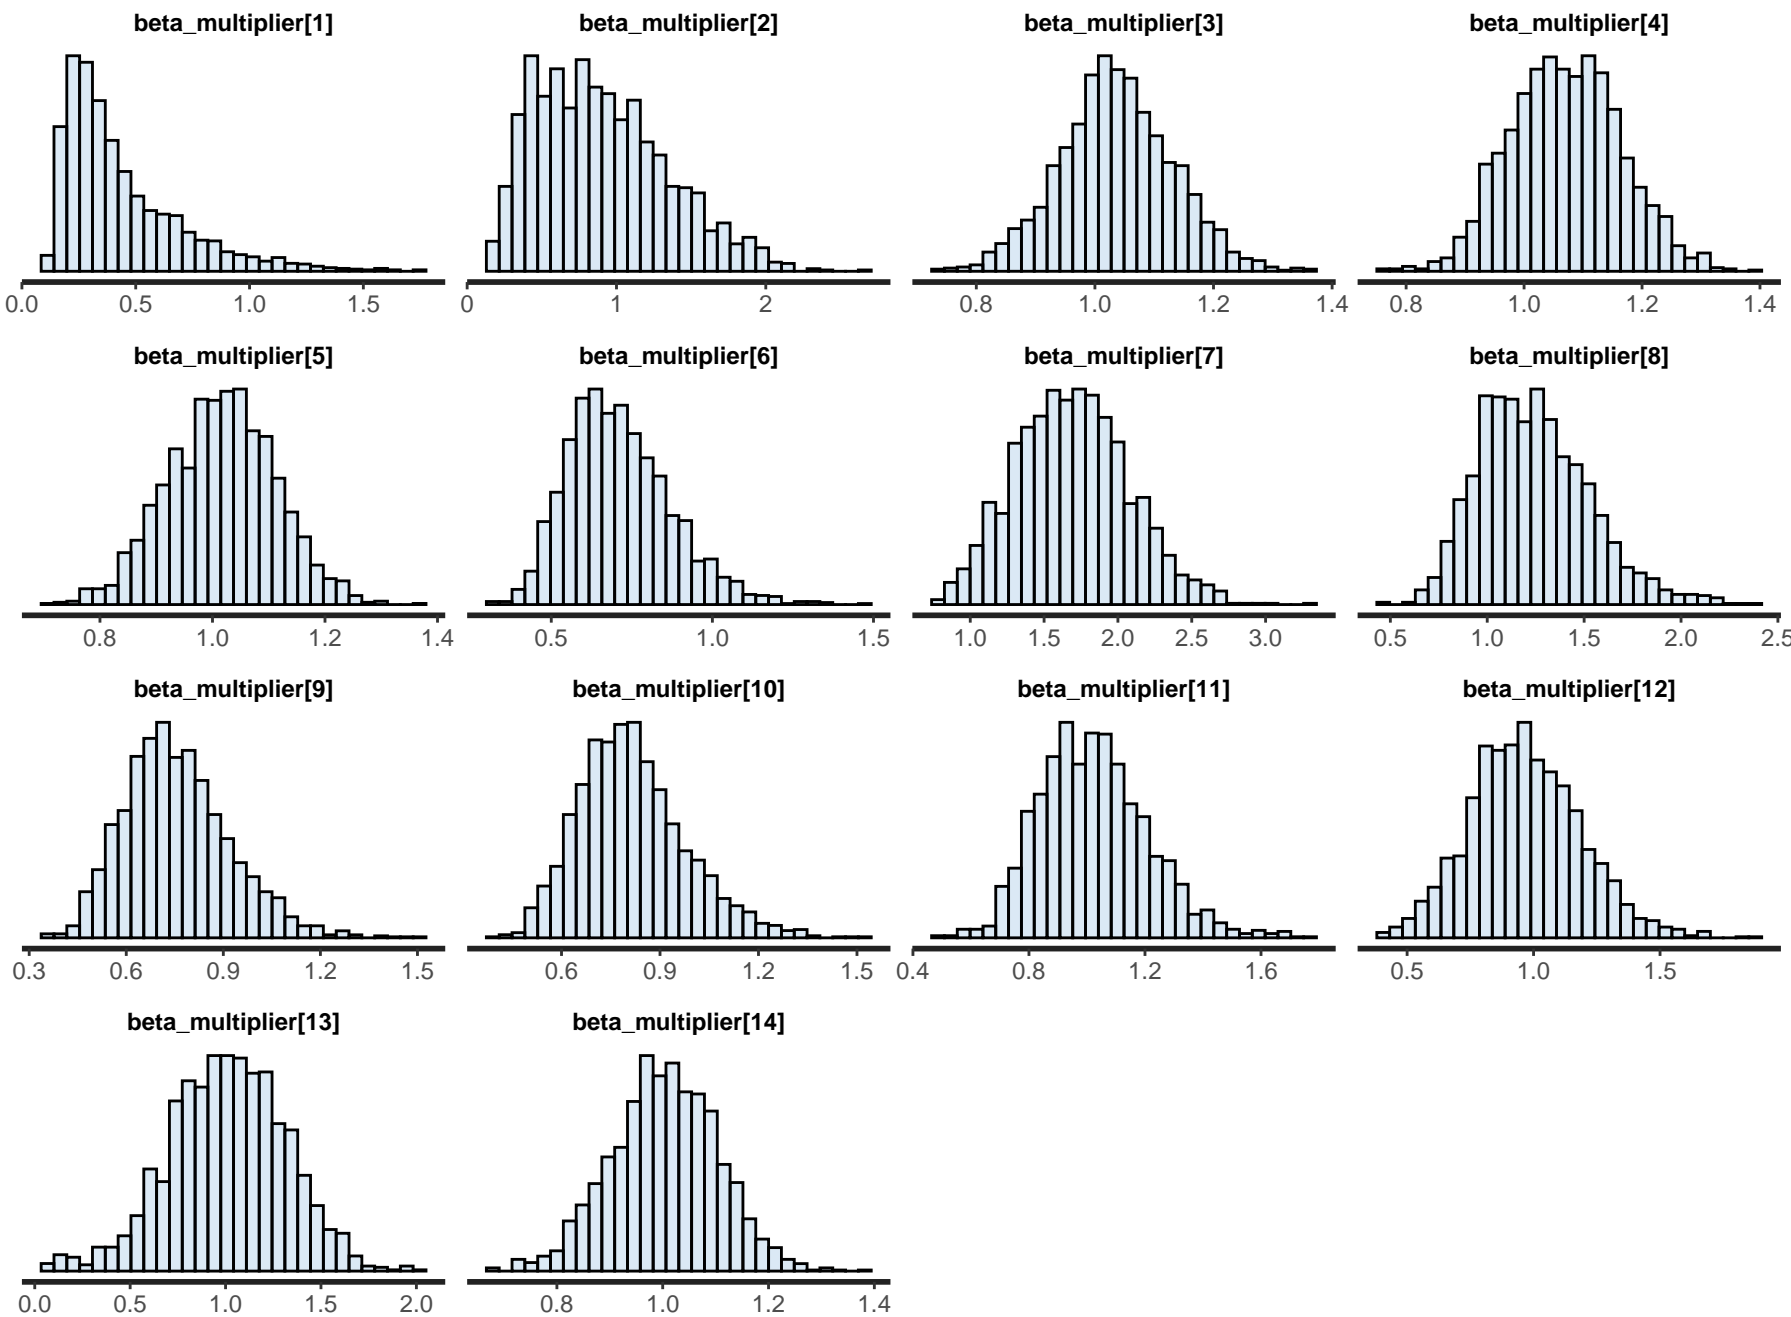 beta_multiplier[1] beta_multiplier[2] beta_multiplier[3] beta_multiplier[4]
0.0 0.5 1.0 1.5 0 1 2 0.8 1.0 1.2 1.4 0.8 1.0 1.2 1.4
beta_multiplier[5] beta_multiplier[6] beta_multiplier[7] beta_multiplier[8]
0.8 1.0 1.2 1.4 0.5 1.0 1.5 1.0 1.5 2.0 2.5 3.0 0.5 1.0 1.5 2.0 2.5
beta_multiplier[9] beta_multiplier[10] beta_multiplier[11] beta_multiplier[12]
0.3 0.6 0.9 1.2 1.5 0.6 0.9 1.2 1.5 0.4 0.8 1.2 1.6 0.5 1.0 1.5
beta_multiplier[13] beta_multiplier[14]
0.0 0.5 1.0 1.5 2.0 0.8 1.0 1.2 1.4